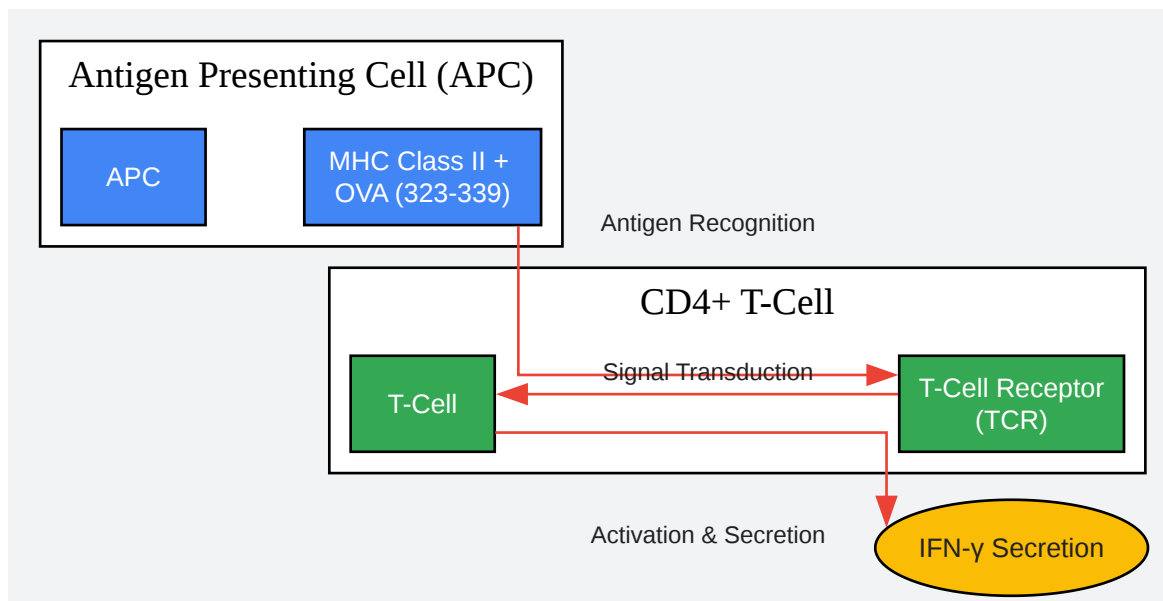 Antigen Presenting Cell (APC)
APC
MHC Class II +
OVA (323-339)
Antigen Recognition
CD4+ T-Cell
Signal Transduction
T-Cell
T-Cell Receptor
(TCR)
Activation & Secretion
IFN-γ Secretion